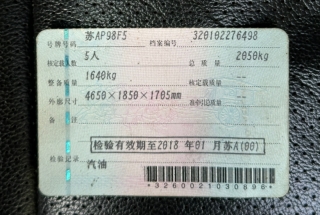 号牌号码 苏AP98F5 档案编号 320102276498
核定载人数 5人 总质量 2050kg
整备质量 1640kg 核定载质量 --
外廓尺寸 4650×1850×1705mm 准牵引总质量 --
备注
检验有效期至2018年01月苏A(00)
检验记录 汽油
*3260021030896*